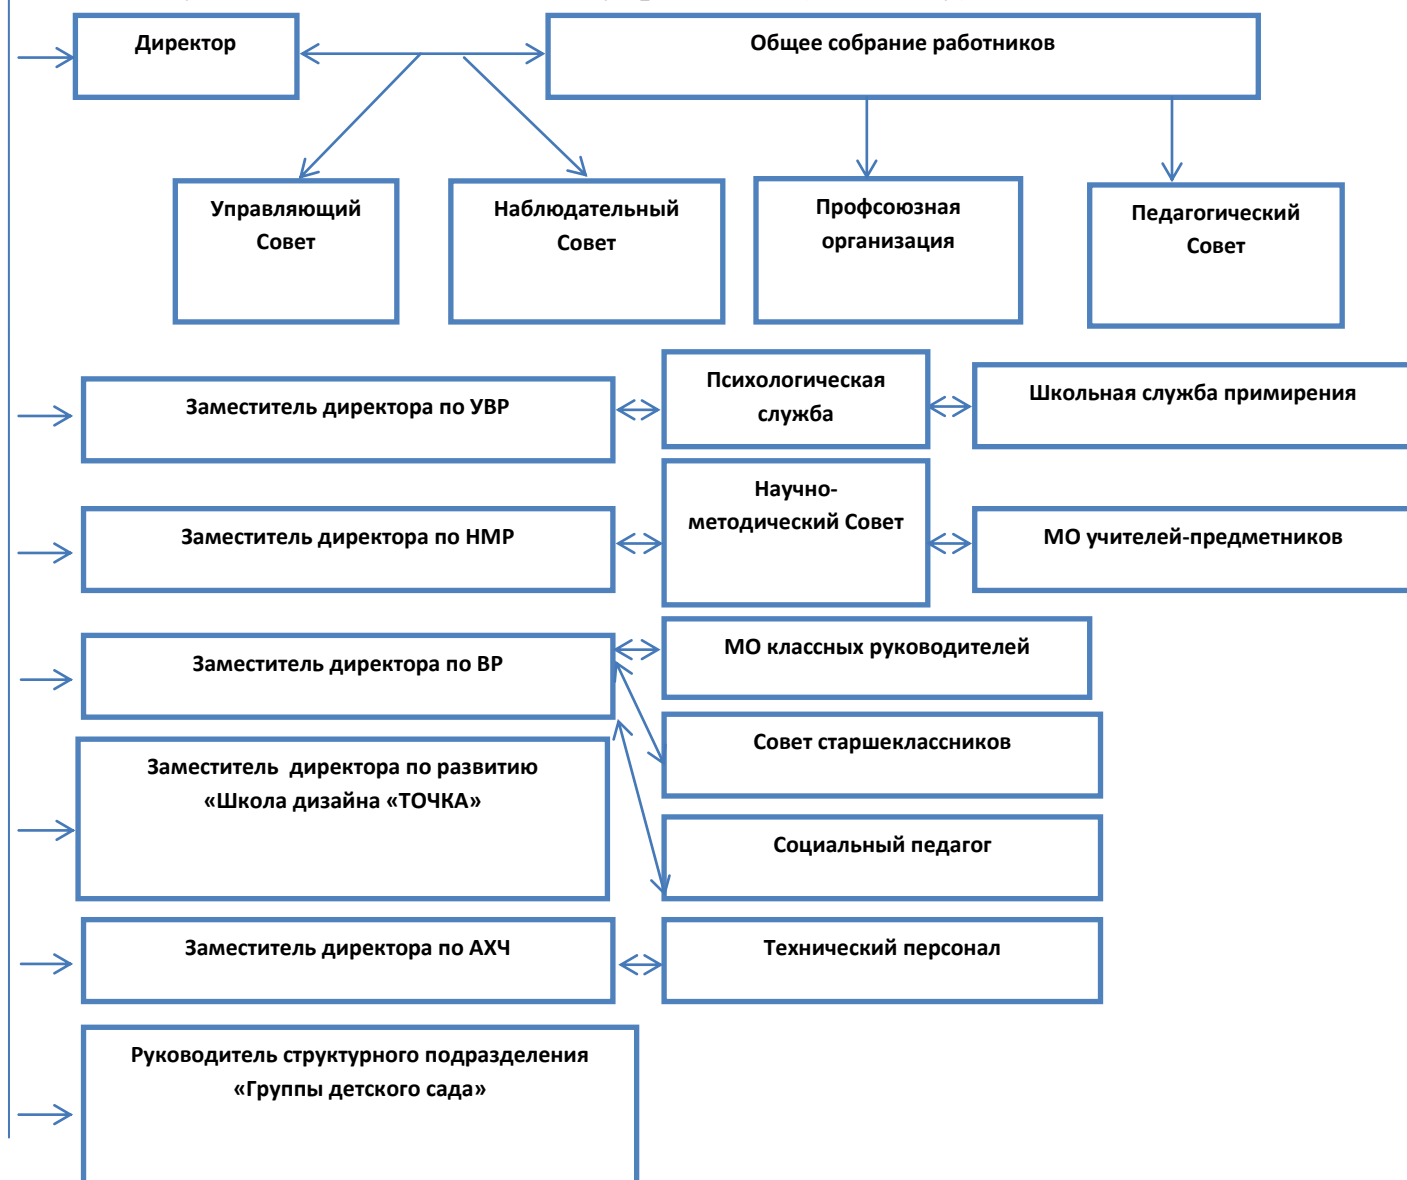 Директор
Общее собрание работников
Управляющий
Совет
Наблюдательный
Совет
Профсоюзная
организация
Педагогический
Совет
Заместитель директора по УВР
Психологическая
служба
Школьная служба примирения
Заместитель директора по НМР
Научно-
методический Совет
МО учителей-предметников
Заместитель директора по ВР
МО классных руководителей
Совет старшеклассников
Заместитель директора по развитию
«Школа дизайна «ТОЧКА»
Социальный педагог
Заместитель директора по АХЧ
Технический персонал
Руководитель структурного подразделения
«Группы детского сада»